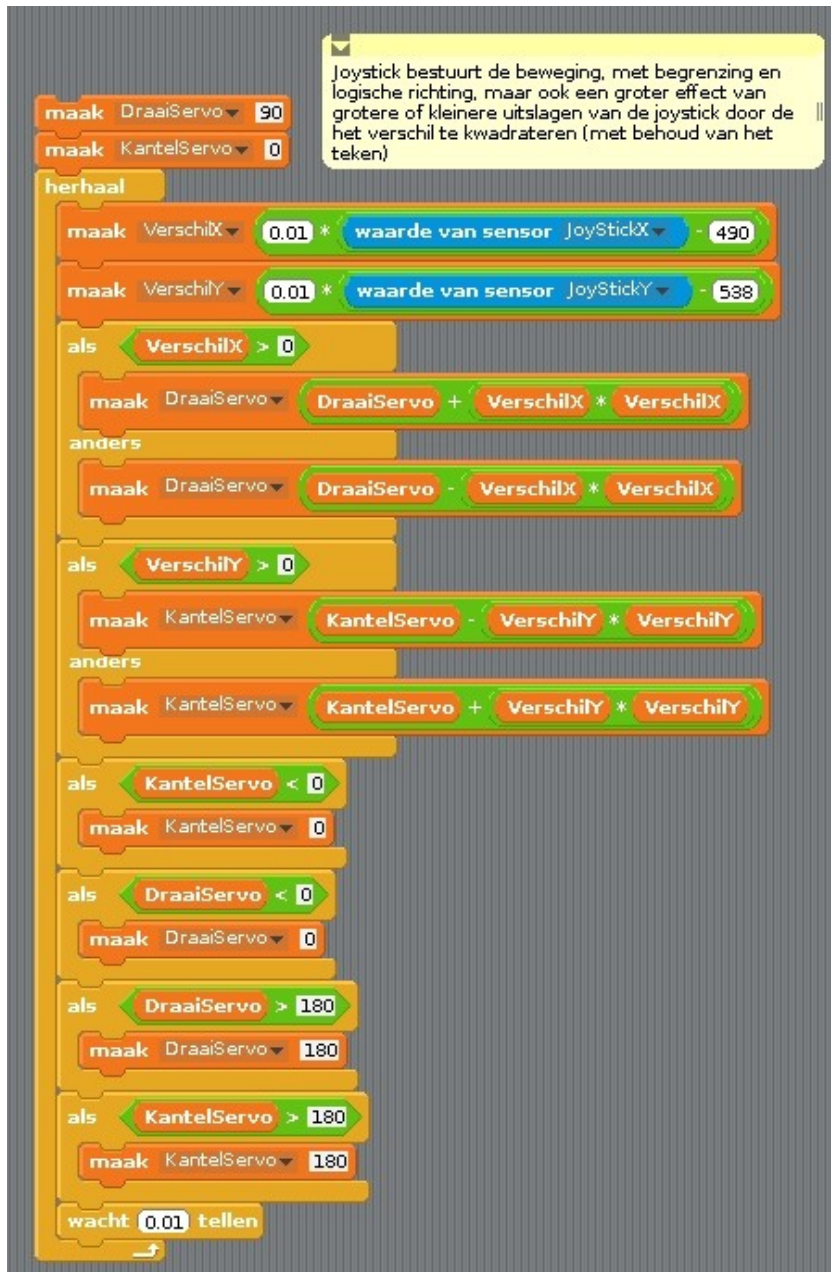 Joystick bestuurt de beweging, met begrenzing en
logische richting, maar ook een groter effect van
grotere of kleinere uitslagen van de joystick door de
het verschil te kwadrateren (met behoud van het
teken)
maak DraaiServo 90
maak KantelServo 0
herhaal
maak VerschilX 0.01 * waarde van sensor JoyStickX - 490
maak VerschilY 0.01 * waarde van sensor JoyStickY - 538
als VerschilX > 0
maak DraaiServo DraaiServo + VerschilX * VerschilX
anders
maak DraaiServo DraaiServo - VerschilX * VerschilX
als VerschilY > 0
maak KantelServo KantelServo - VerschilY * VerschilY
anders
maak KantelServo KantelServo + VerschilY * VerschilY
als KantelServo < 0
maak KantelServo 0
als DraaiServo < 0
maak DraaiServo 0
als DraaiServo > 180
maak DraaiServo 180
als KantelServo > 180
maak KantelServo 180
wacht 0.01 tellen